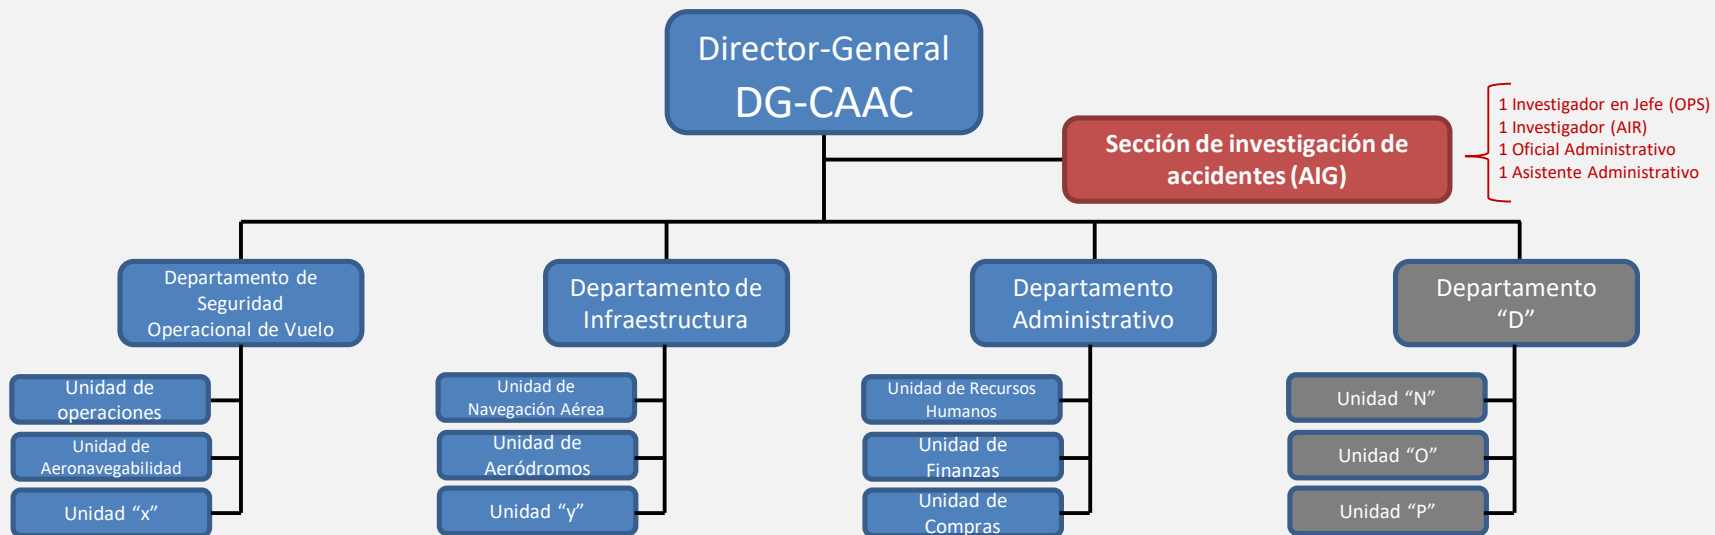 Director-General
DG-CAAC
Sección de investigación de
accidentes (AIG)
1 Investigador en Jefe (OPS)
1 Investigador (AIR)
1 Oficial Administrativo
1 Asistente Administrativo
Departamento de
Seguridad
Operacional de Vuelo
Departamento de
Infraestructura
Departamento
Administrativo
Departamento
“D”
Unidad de
operaciones
Unidad de
Aeronavegabilidad
Unidad “x”
Unidad de
Navegación Aérea
Unidad de
Aeródromos
Unidad “y”
Unidad de Recursos
Humanos
Unidad de
Finanzas
Unidad de
Compras
Unidad “N”
Unidad “O”
Unidad “P”